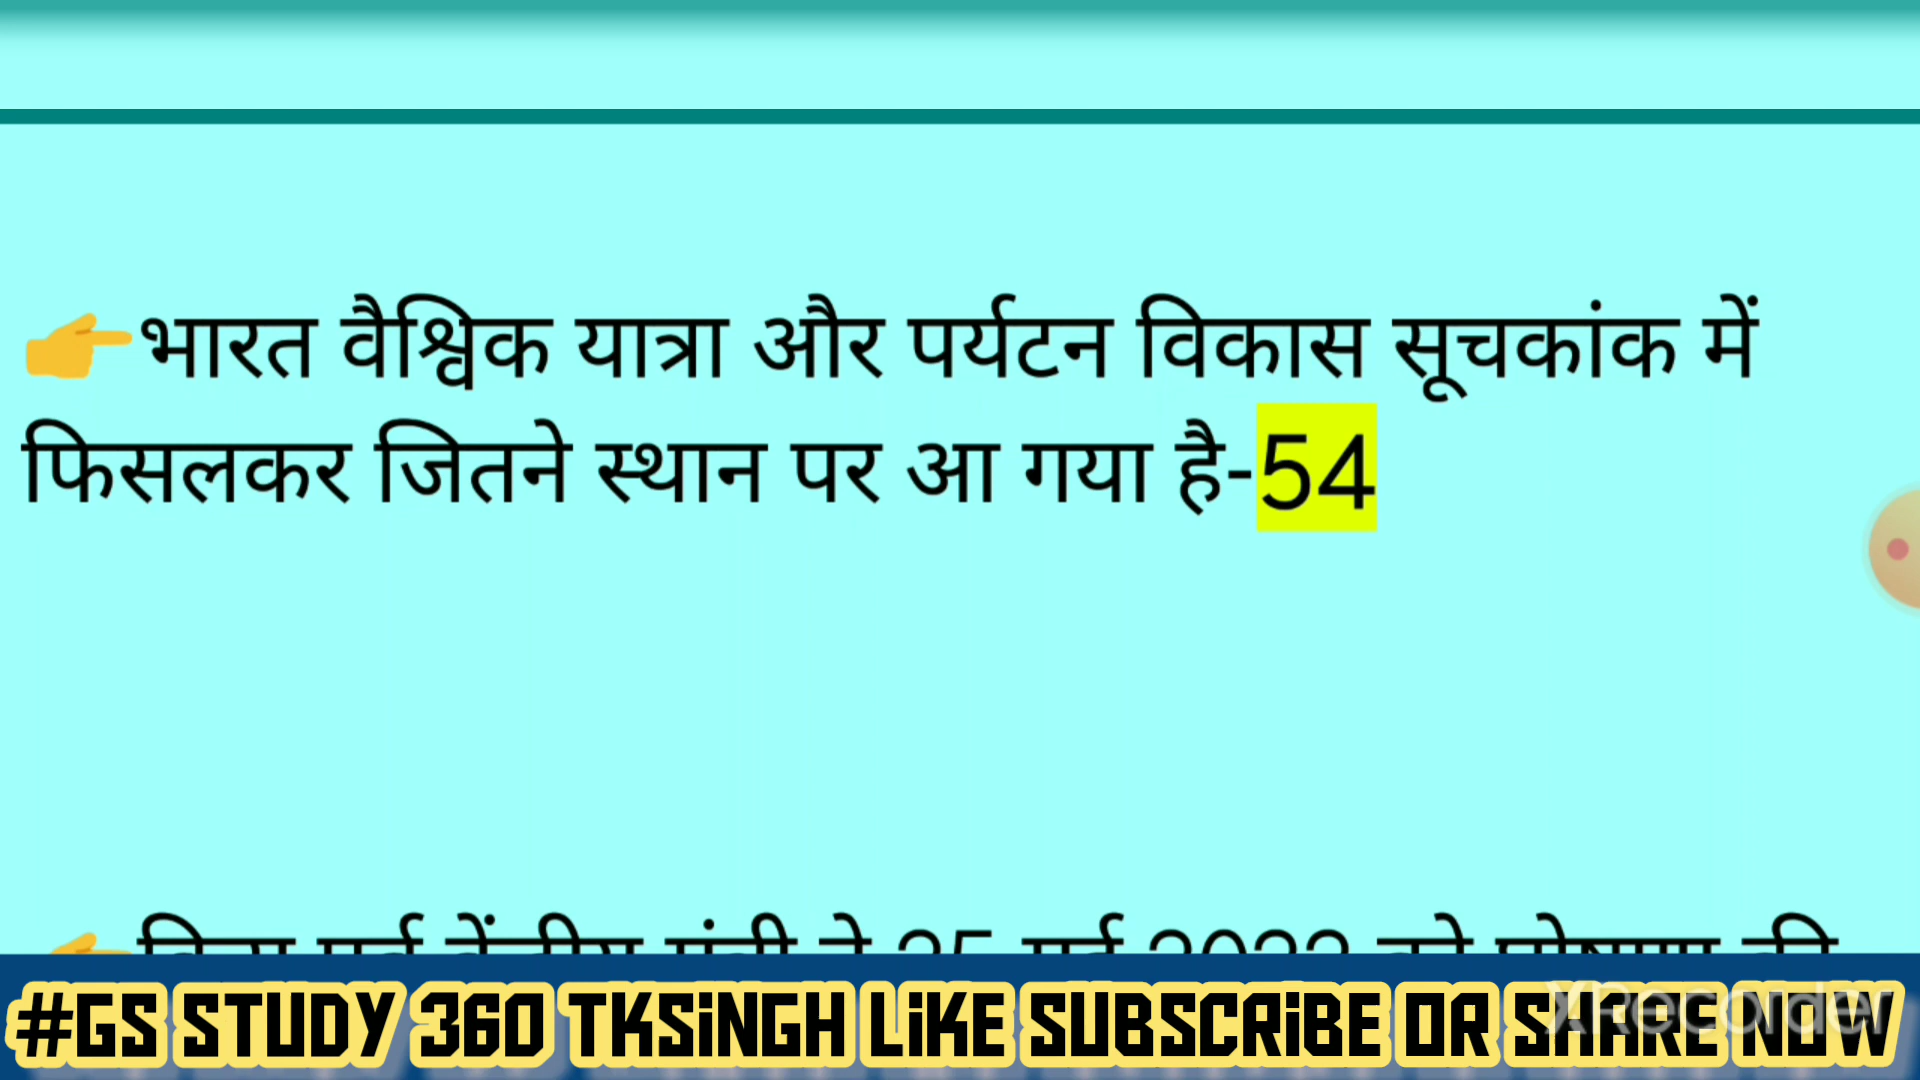 👉भारत वैश्विक यात्रा और पर्यटन विकास सूचकांक में
फिसलकर जितने स्थान पर आ गया है-54
#GS STUDY 360 TKSiNGH LiKE SUBSCRiBE OR SHARE NOW
XRecorder